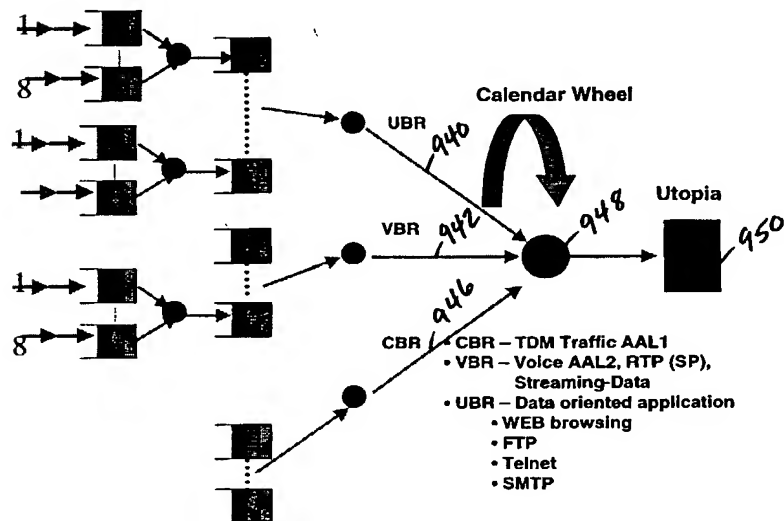 1
8
1
1
8
UBR
940
Calendar Wheel
948
Utopia
950
VBR
942
CBR
946
• CBR – TDM Traffic AAL1
• VBR – Voice AAL2, RTP (SP),
Streaming-Data
• UBR – Data oriented application
• WEB browsing
• FTP
• Telnet
• SMTP